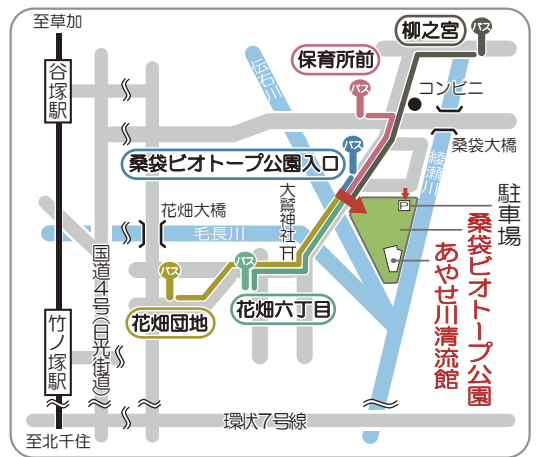 至草加
谷塚駅
柳之宮
バス
保育所前
バス
コンビニ
伝右川
桑袋大橋
綾瀬川
バス
桑袋ビオトープ公園入口
花畑大橋
毛長川
大鷲神社
P
駐車場
桑袋ビオトープ公園
あやせ川清流館
国道4号(日光街道)
バス
バス
花畑団地
花畑六丁目
竹ノ塚駅
環状7号線
至北千住